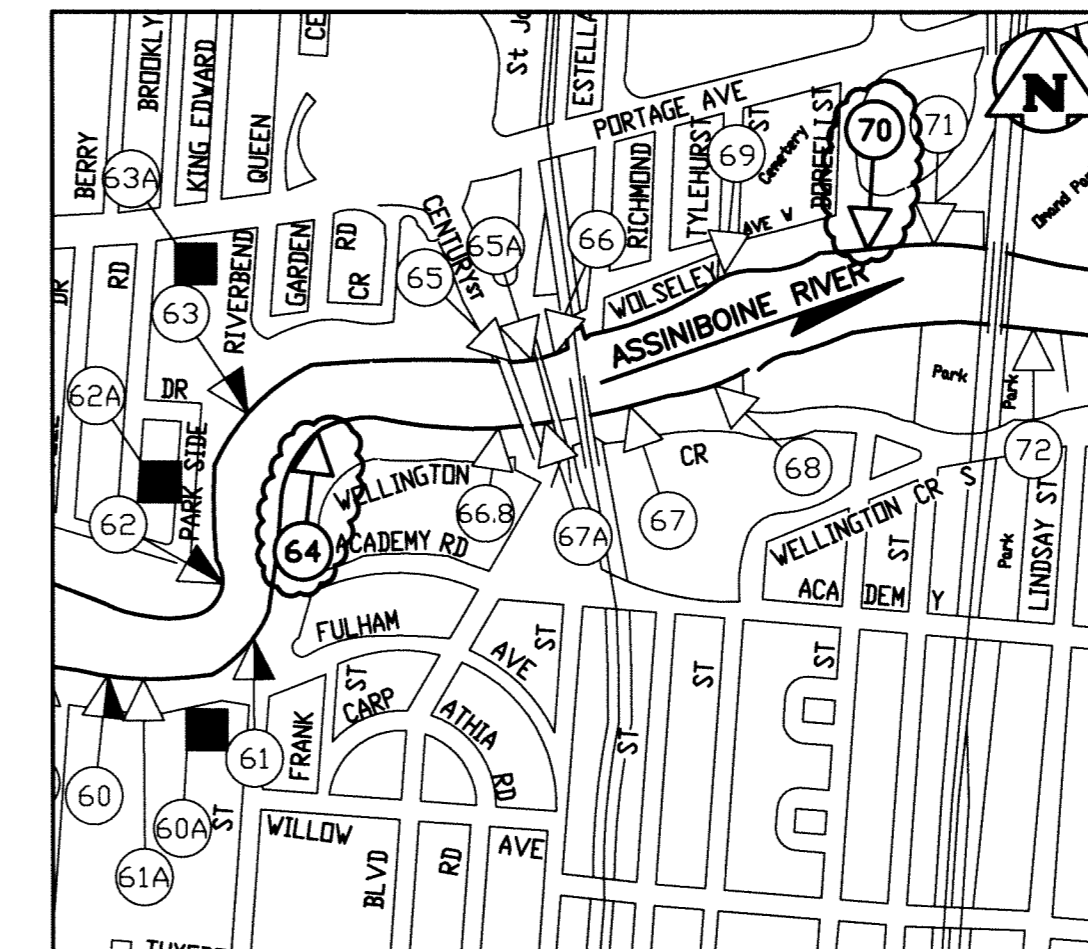 BROOKLY
KING EDWARD
QUEEN
CE
St Jo
ESTELLA
BERRY
PORTAGE AVE
N
63A
RICHMOND
TYLEHURST
69
ST
Cemetery
70
71
RIVERBEND
GARDEN
RD
CR
CENTURY ST
65A
66
65
AVE W
WOLSELEY
ASSINIBOINE RIVER
DR
RD
63
62A
DR
PARK SIDE
62
64
WELLINGTON
ACADEMY RD
66.8
67A
67
CR
68
Park
Park
72
WELLINGTON CR S
ST
Park
LINDSAY ST
ACA
DEM
Y
FULHAM
AVE
ST
ST
ST
ST
FRANK
ST
CARP
ATHIA
RD
61
60
60A
ST
61A
WILLOW
AVE
BLVD
RD